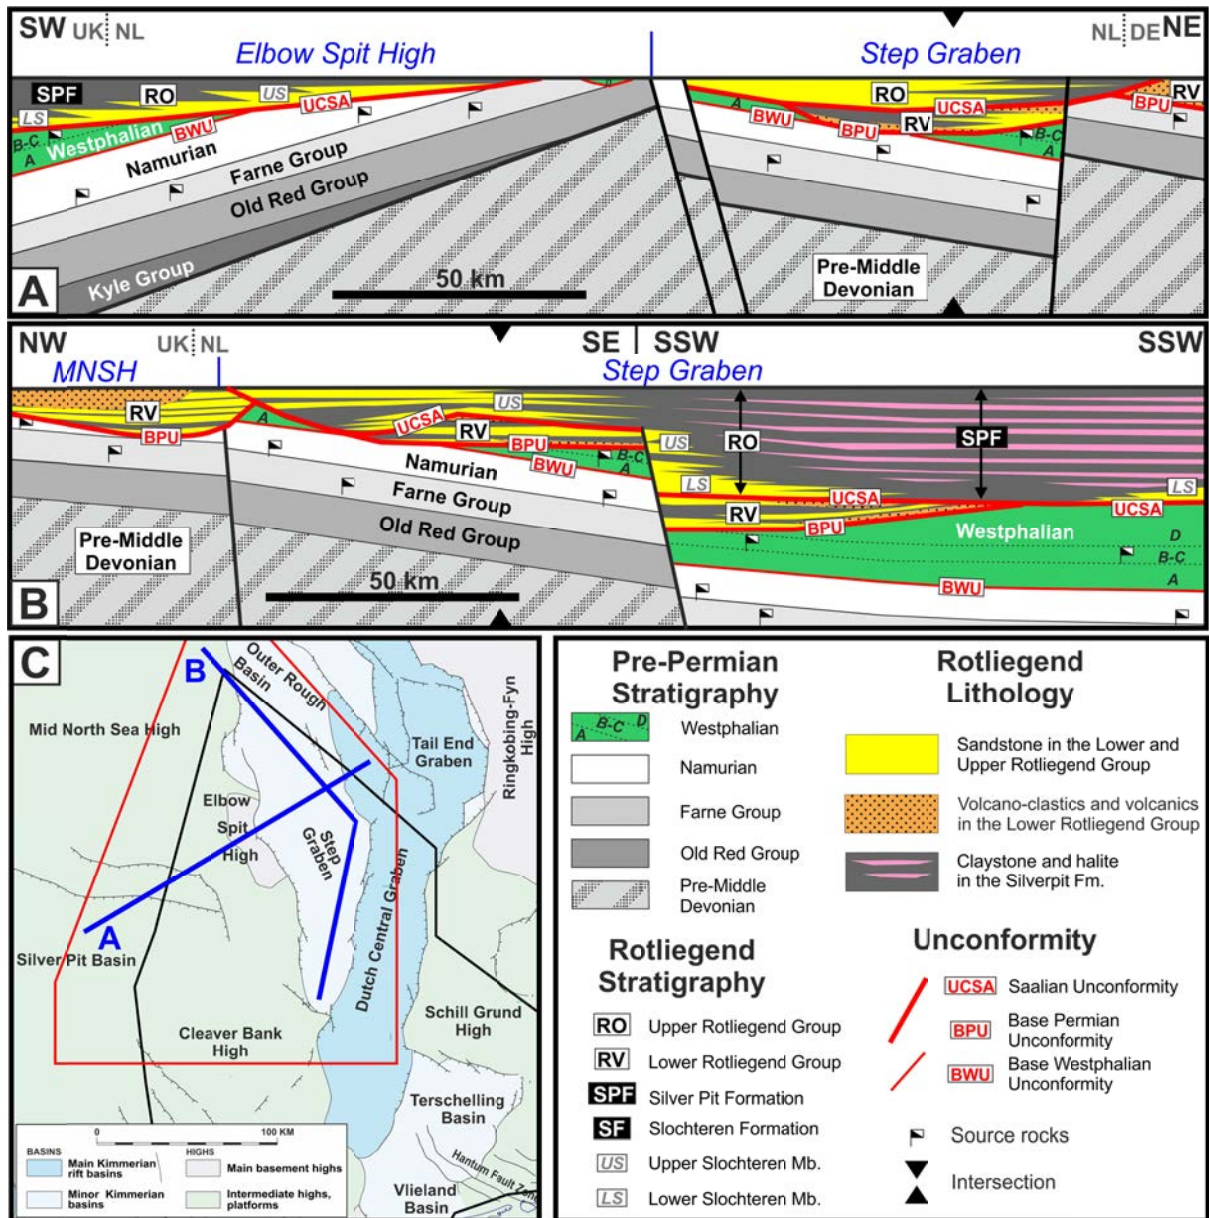 SW UK NL
Elbow Spit High
Step Graben
NL DE NE
SPF
RO
US
UCSA
LS
B-C
A
Westphalian
BWU
Namurian
Farne Group
Old Red Group
Kyle Group
50 km
D
A
BWU
RO
UCSA
RV
BPU
B-C
A
RV
BPU
Pre-Middle
Devonian
A
NW
UK NL
SE SSW
SSW
MNSH
Step Graben
RV
BPU
A
UCSA
US
RV
BPU
BWU
B-C
A
Namurian
Farne Group
Old Red Group
US
LS
RO
SPF
LS
UCSA
UCSA
RV
BPU
Westphalian
D
B-C
A
BWU
Pre-Middle
Devonian
50 km
B
C
B
Outer Rough
Basin
Mid North Sea High
Tail End
Graben
Ringkobing-Fyn
High
Elbow
Spit
High
Step
Graben
A
Silver Pit Basin
Dutch Central Graben
Schill Grund
High
Cleaver Bank
High
Terschelling
Basin
Hantum Fault Zone
Vlieland
Basin
0 100 KM
BASINS
Main Kimmerian
rift basins
Minor Kimmerian
basins
HIGHS
Main basement highs
Intermediate highs,
platforms
Pre-Permian
Stratigraphy
A B-C D
Westphalian
Namurian
Farne Group
Old Red Group
Pre-Middle
Devonian
Rotliegend
Stratigraphy
RO Upper Rotliegend Group
RV Lower Rotliegend Group
SPF Silver Pit Formation
SF Slochteren Formation
US Upper Slochteren Mb.
LS Lower Slochteren Mb.
Rotliegend
Lithology
Sandstone in the Lower and
Upper Rotliegend Group
Volcano-clastics and volcanics
in the Lower Rotliegend Group
Claystone and halite
in the Silverpit Fm.
Unconformity
UCSA Saalian Unconformity
BPU Base Permian
Unconformity
BWU Base Westphalian
Unconformity
Source rocks
Intersection